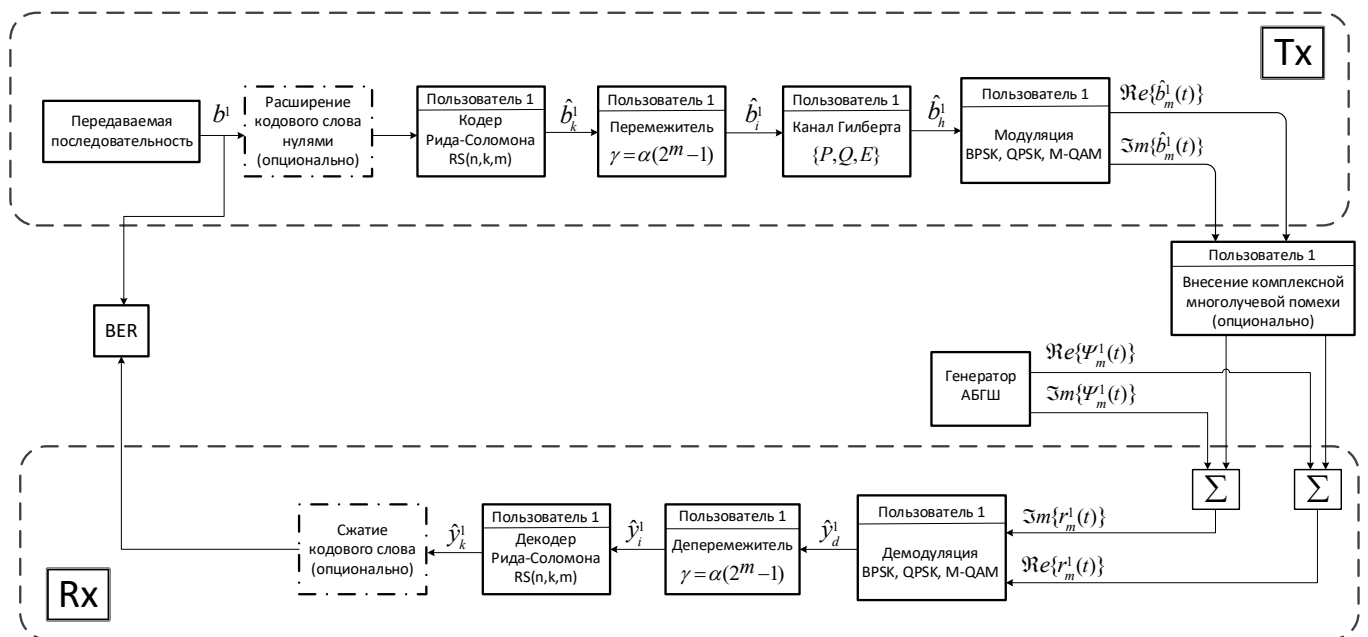 Tx
Передаваемая
последовательность
b¹
Расширение
кодового слова
нулями
(опционально)
Пользователь 1
Кодер
Рида-Соломона
RS(n,k,m)
b̂¹ₖ
Пользователь 1
Перемежитель
γ = α(2ᵐ − 1)
b̂¹ᵢ
Пользователь 1
Канал Гилберта
{P,Q,E}
b̂¹ₕ
Пользователь 1
Модуляция
BPSK, QPSK, M-QAM
ℜe{b̂¹ₘ(t)}
ℑm{b̂¹ₘ(t)}
Пользователь 1
Внесение комплексной
многолучевой помехи
(опционально)
BER
Генератор
АБГШ
ℜe{Ψ¹ₘ(t)}
ℑm{Ψ¹ₘ(t)}
Σ
Σ
Rx
Сжатие
кодового слова
(опционально)
ŷ¹ₖ
Пользователь 1
Декодер
Рида-Соломона
RS(n,k,m)
ŷ¹ᵢ
Пользователь 1
Деперемежитель
γ = α(2ᵐ − 1)
ŷ¹_d
Пользователь 1
Демодуляция
BPSK, QPSK, M-QAM
ℑm{r¹ₘ(t)}
ℜe{r¹ₘ(t)}